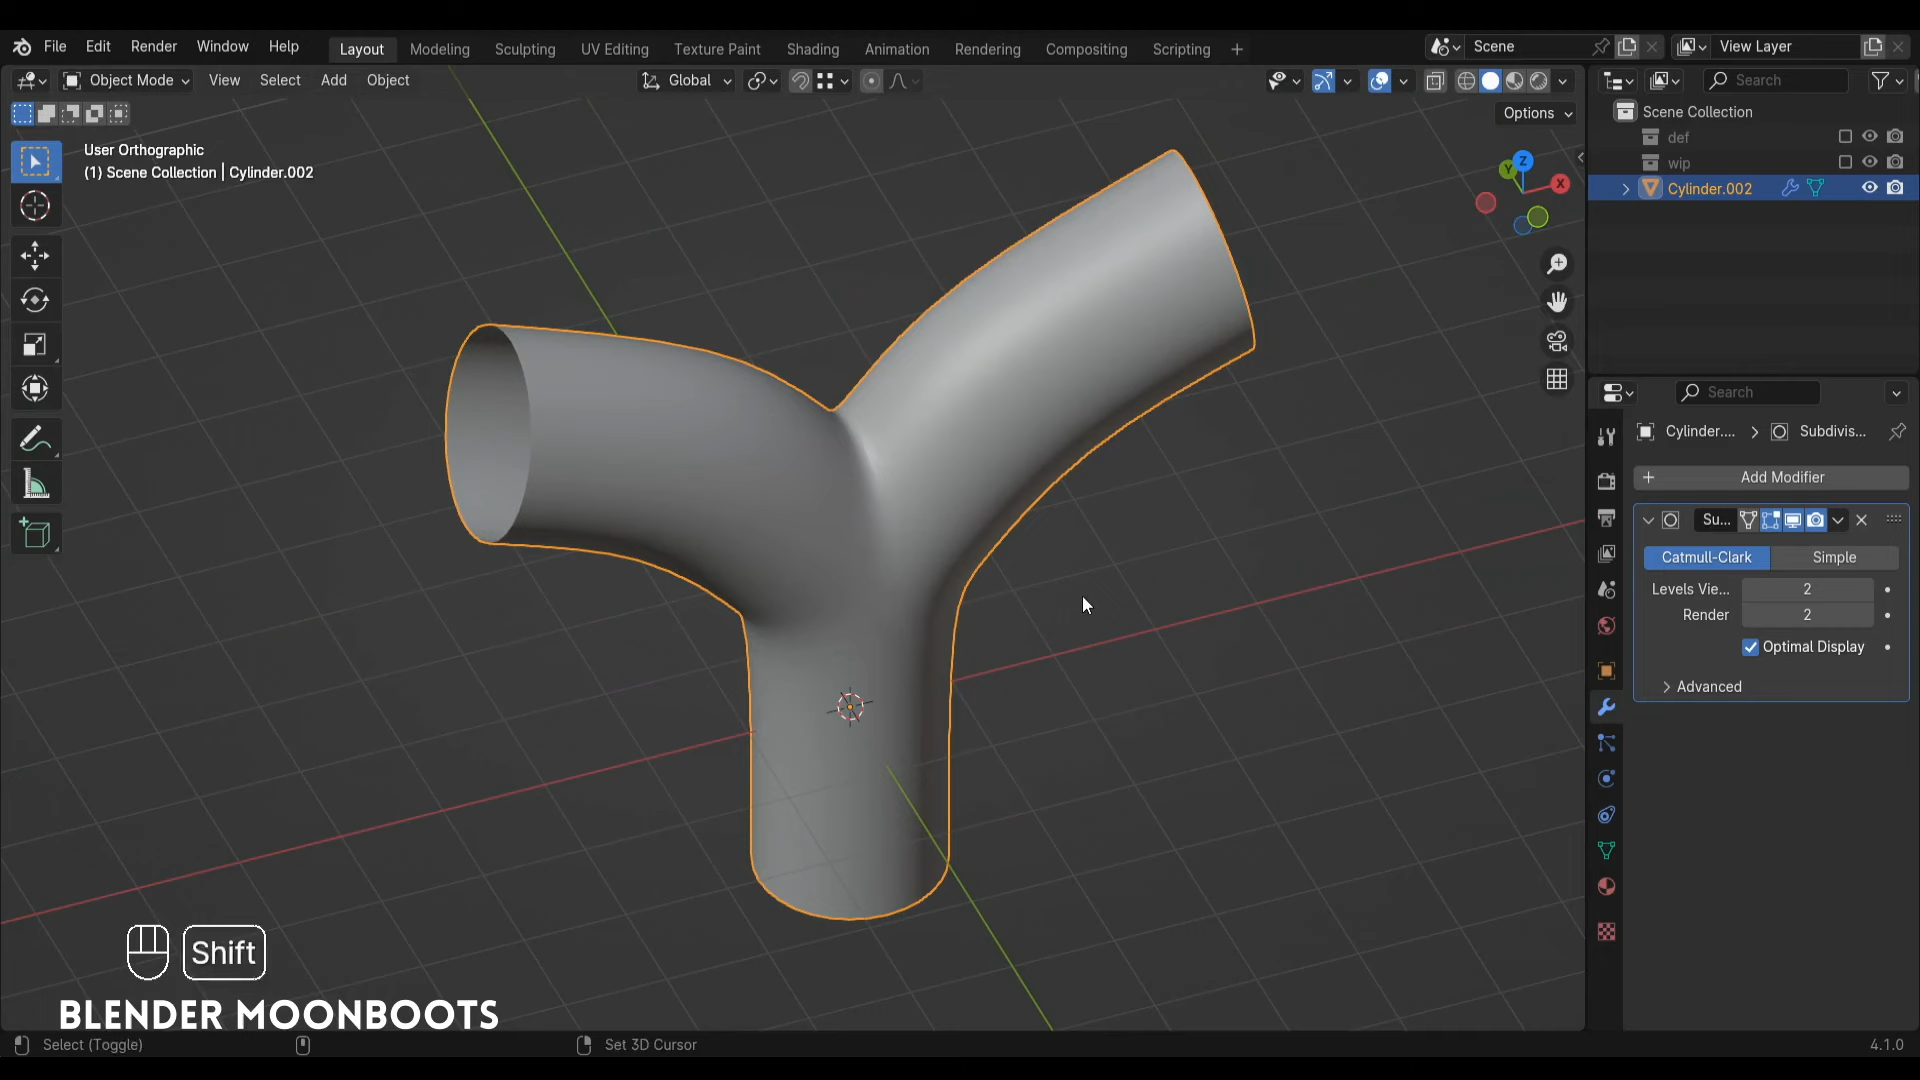 File Edit Render Window Help Layout Modeling Sculpting UV Editing Texture Paint Shading Animation Rendering Compositing Scripting + Scene View Layer
Object Mode View Select Add Object Global Search
Options
User Orthographic
(1) Scene Collection | Cylinder.002
Z
Y
X
Scene Collection
def
wip
Cylinder.002
Search
Cylinder.... > Subdivis...
+ Add Modifier
Su...
Catmull-Clark Simple
Levels Vie... 2
Render 2
Optimal Display
Advanced
Shift
BLENDER MOONBOOTS
Select (Toggle) Set 3D Cursor 4.1.0